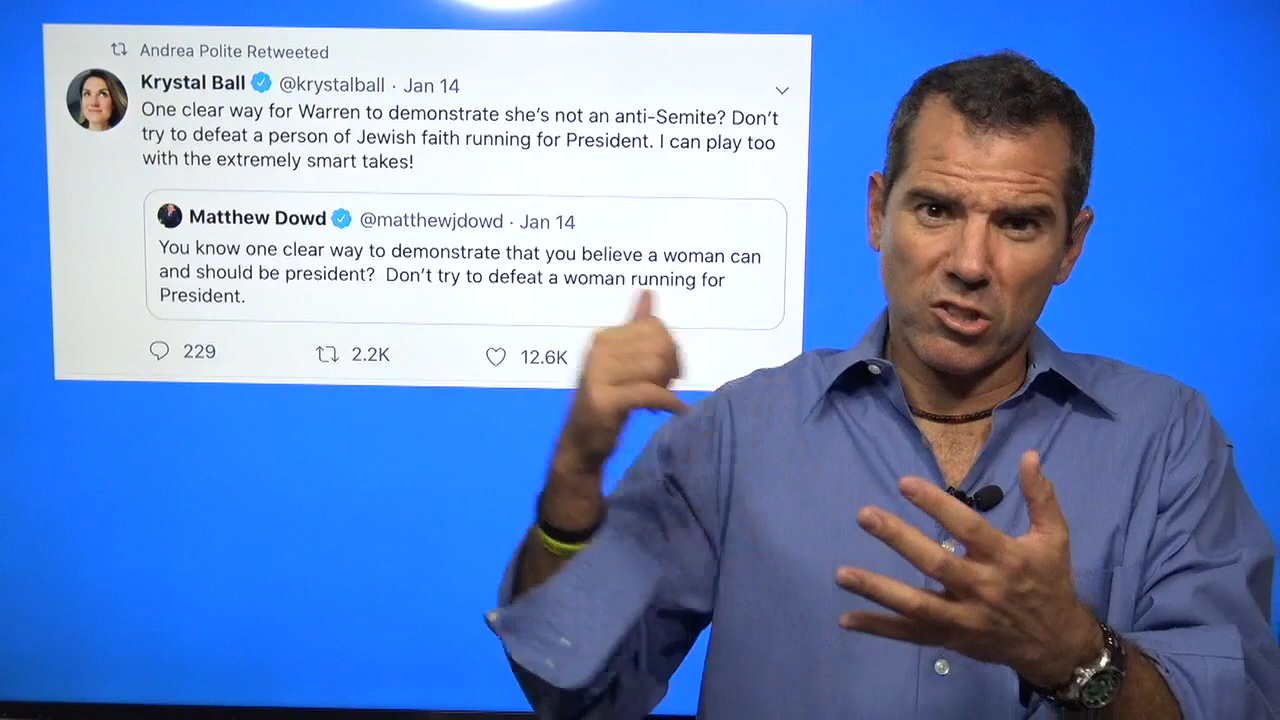 Andrea Polite Retweeted
Krystal Ball @krystalball · Jan 14
One clear way for Warren to demonstrate she's not an anti-Semite? Don't
try to defeat a person of Jewish faith running for President. I can play too
with the extremely smart takes!
Matthew Dowd @matthewjdowd · Jan 14
You know one clear way to demonstrate that you believe a woman can
and should be president? Don't try to defeat a woman running for
President.
229 2.2K 12.6K